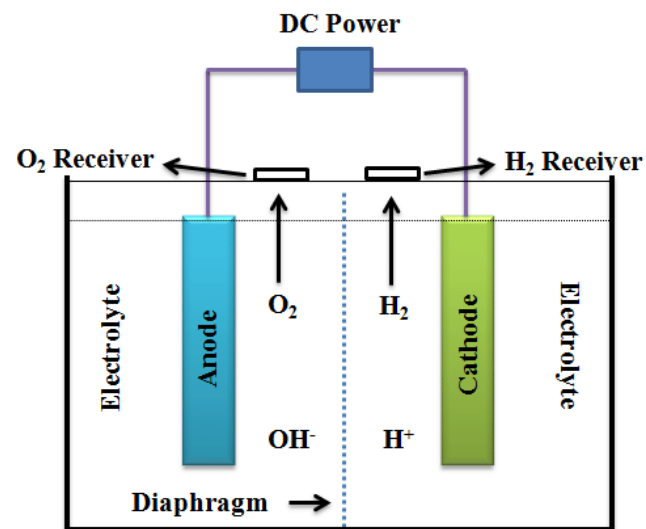 DC Power
O₂ Receiver
H₂ Receiver
O₂
H₂
Electrolyte
Anode
Cathode
Electrolyte
OH⁻
H⁺
Diaphragm